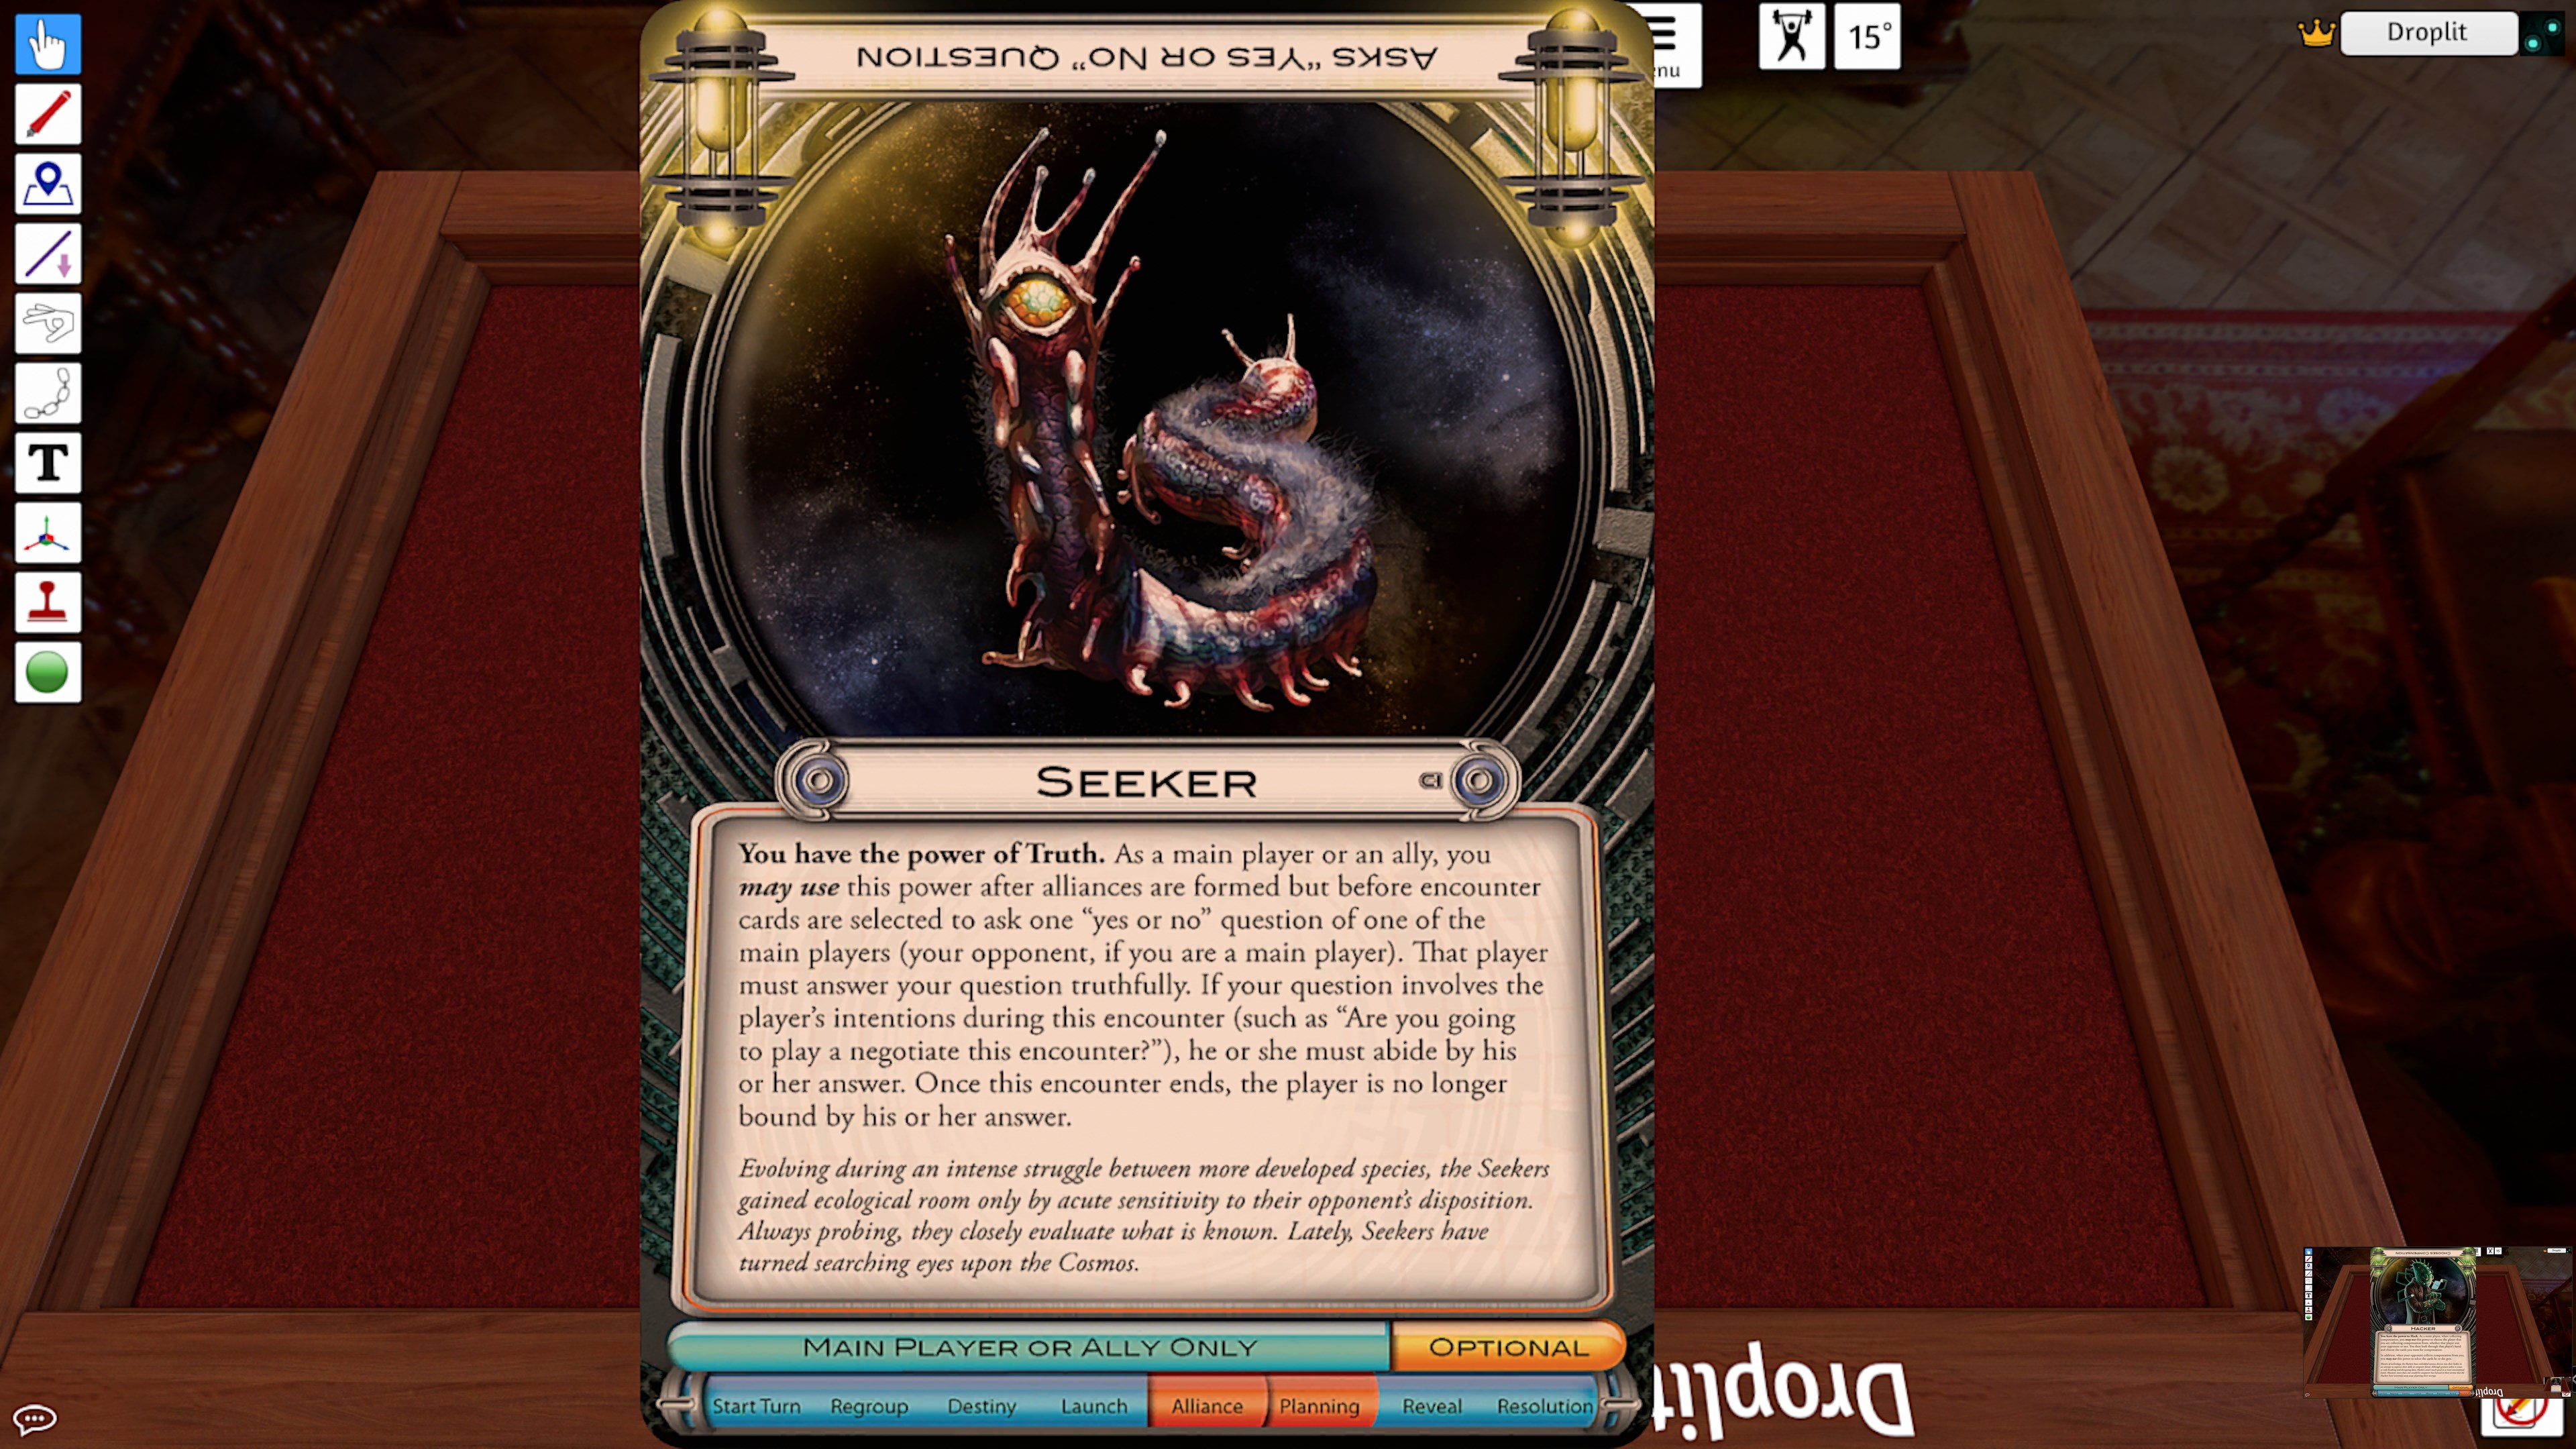 ASKS "YES OR NO" QUESTION
nu
15°
Droplit
T
SEEKER
You have the power of Truth. As a main player or an ally, you
may use this power after alliances are formed but before encounter
cards are selected to ask one “yes or no” question of one of the
main players (your opponent, if you are a main player). That player
must answer your question truthfully. If your question involves the
player’s intentions during this encounter (such as “Are you going
to play a negotiate this encounter?”), he or she must abide by his
or her answer. Once this encounter ends, the player is no longer
bound by his or her answer.
Evolving during an intense struggle between more developed species, the Seekers
gained ecological room only by acute sensitivity to their opponent’s disposition.
Always probing, they closely evaluate what is known. Lately, Seekers have
turned searching eyes upon the Cosmos.
MAIN PLAYER OR ALLY ONLY OPTIONAL
Start Turn Regroup Destiny Launch Alliance Planning Reveal Resolution
Droplit
HACKER